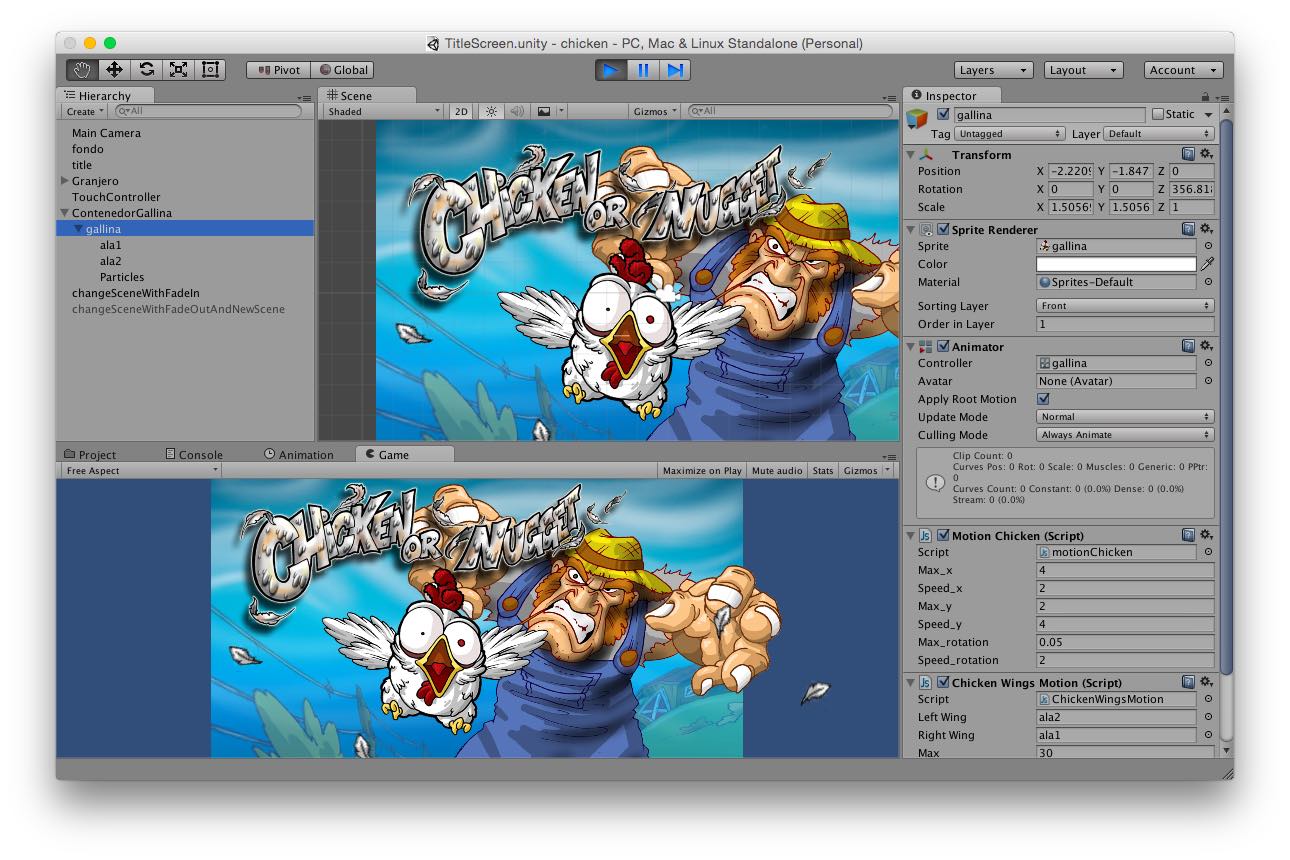 TitleScreen.unity - chicken - PC, Mac & Linux Standalone (Personal)
Pivot Global Layers Layout Account
Hierarchy
Create All
Main Camera
fondo
title
Granjero
TouchController
ContenedorGallina
gallina
ala1
ala2
Particles
changeSceneWithFadeIn
changeSceneWithFadeOutAndNewScene
Scene
Shaded 2D Gizmos All
CHICKEN
OR NUGGET
Project Console Animation Game
Free Aspect Maximize on Play Mute audio Stats Gizmos
CHICKEN
OR NUGGET
Inspector
gallina Static
Tag Untagged Layer Default
Transform
Position X -2.220 Y -1.847 Z 0
Rotation X 0 Y 0 Z 356.81
Scale X 1.5056 Y 1.5056 Z 1
Sprite Renderer
Sprite gallina
Color
Material Sprites-Default
Sorting Layer Front
Order in Layer 1
Animator
Controller gallina
Avatar None (Avatar)
Apply Root Motion
Update Mode Normal
Culling Mode Always Animate
Clip Count: 0
Curves Pos: 0 Rot: 0 Scale: 0 Muscles: 0 Generic: 0 PPtr:
0
Curves Count: 0 Constant: 0 (0.0%) Dense: 0 (0.0%)
Stream: 0 (0.0%)
Motion Chicken (Script)
Script motionChicken
Max_x 4
Speed_x 2
Max_y 2
Speed_y 4
Max_rotation 0.05
Speed_rotation 2
Chicken Wings Motion (Script)
Script ChickenWingsMotion
Left Wing ala2
Right Wing ala1
Max 30